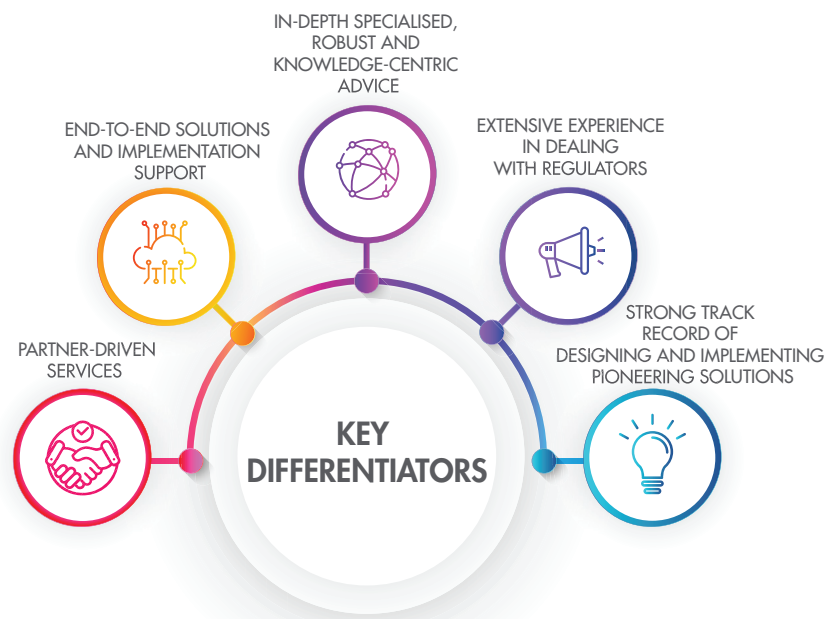 IN-DEPTH SPECIALISED,
ROBUST AND
KNOWLEDGE-CENTRIC
ADVICE
END-TO-END SOLUTIONS
AND IMPLEMENTATION
SUPPORT
EXTENSIVE EXPERIENCE
IN DEALING
WITH REGULATORS
PARTNER-DRIVEN
SERVICES
STRONG TRACK
RECORD OF
DESIGNING AND IMPLEMENTING
PIONEERING SOLUTIONS
KEY
DIFFERENTIATORS